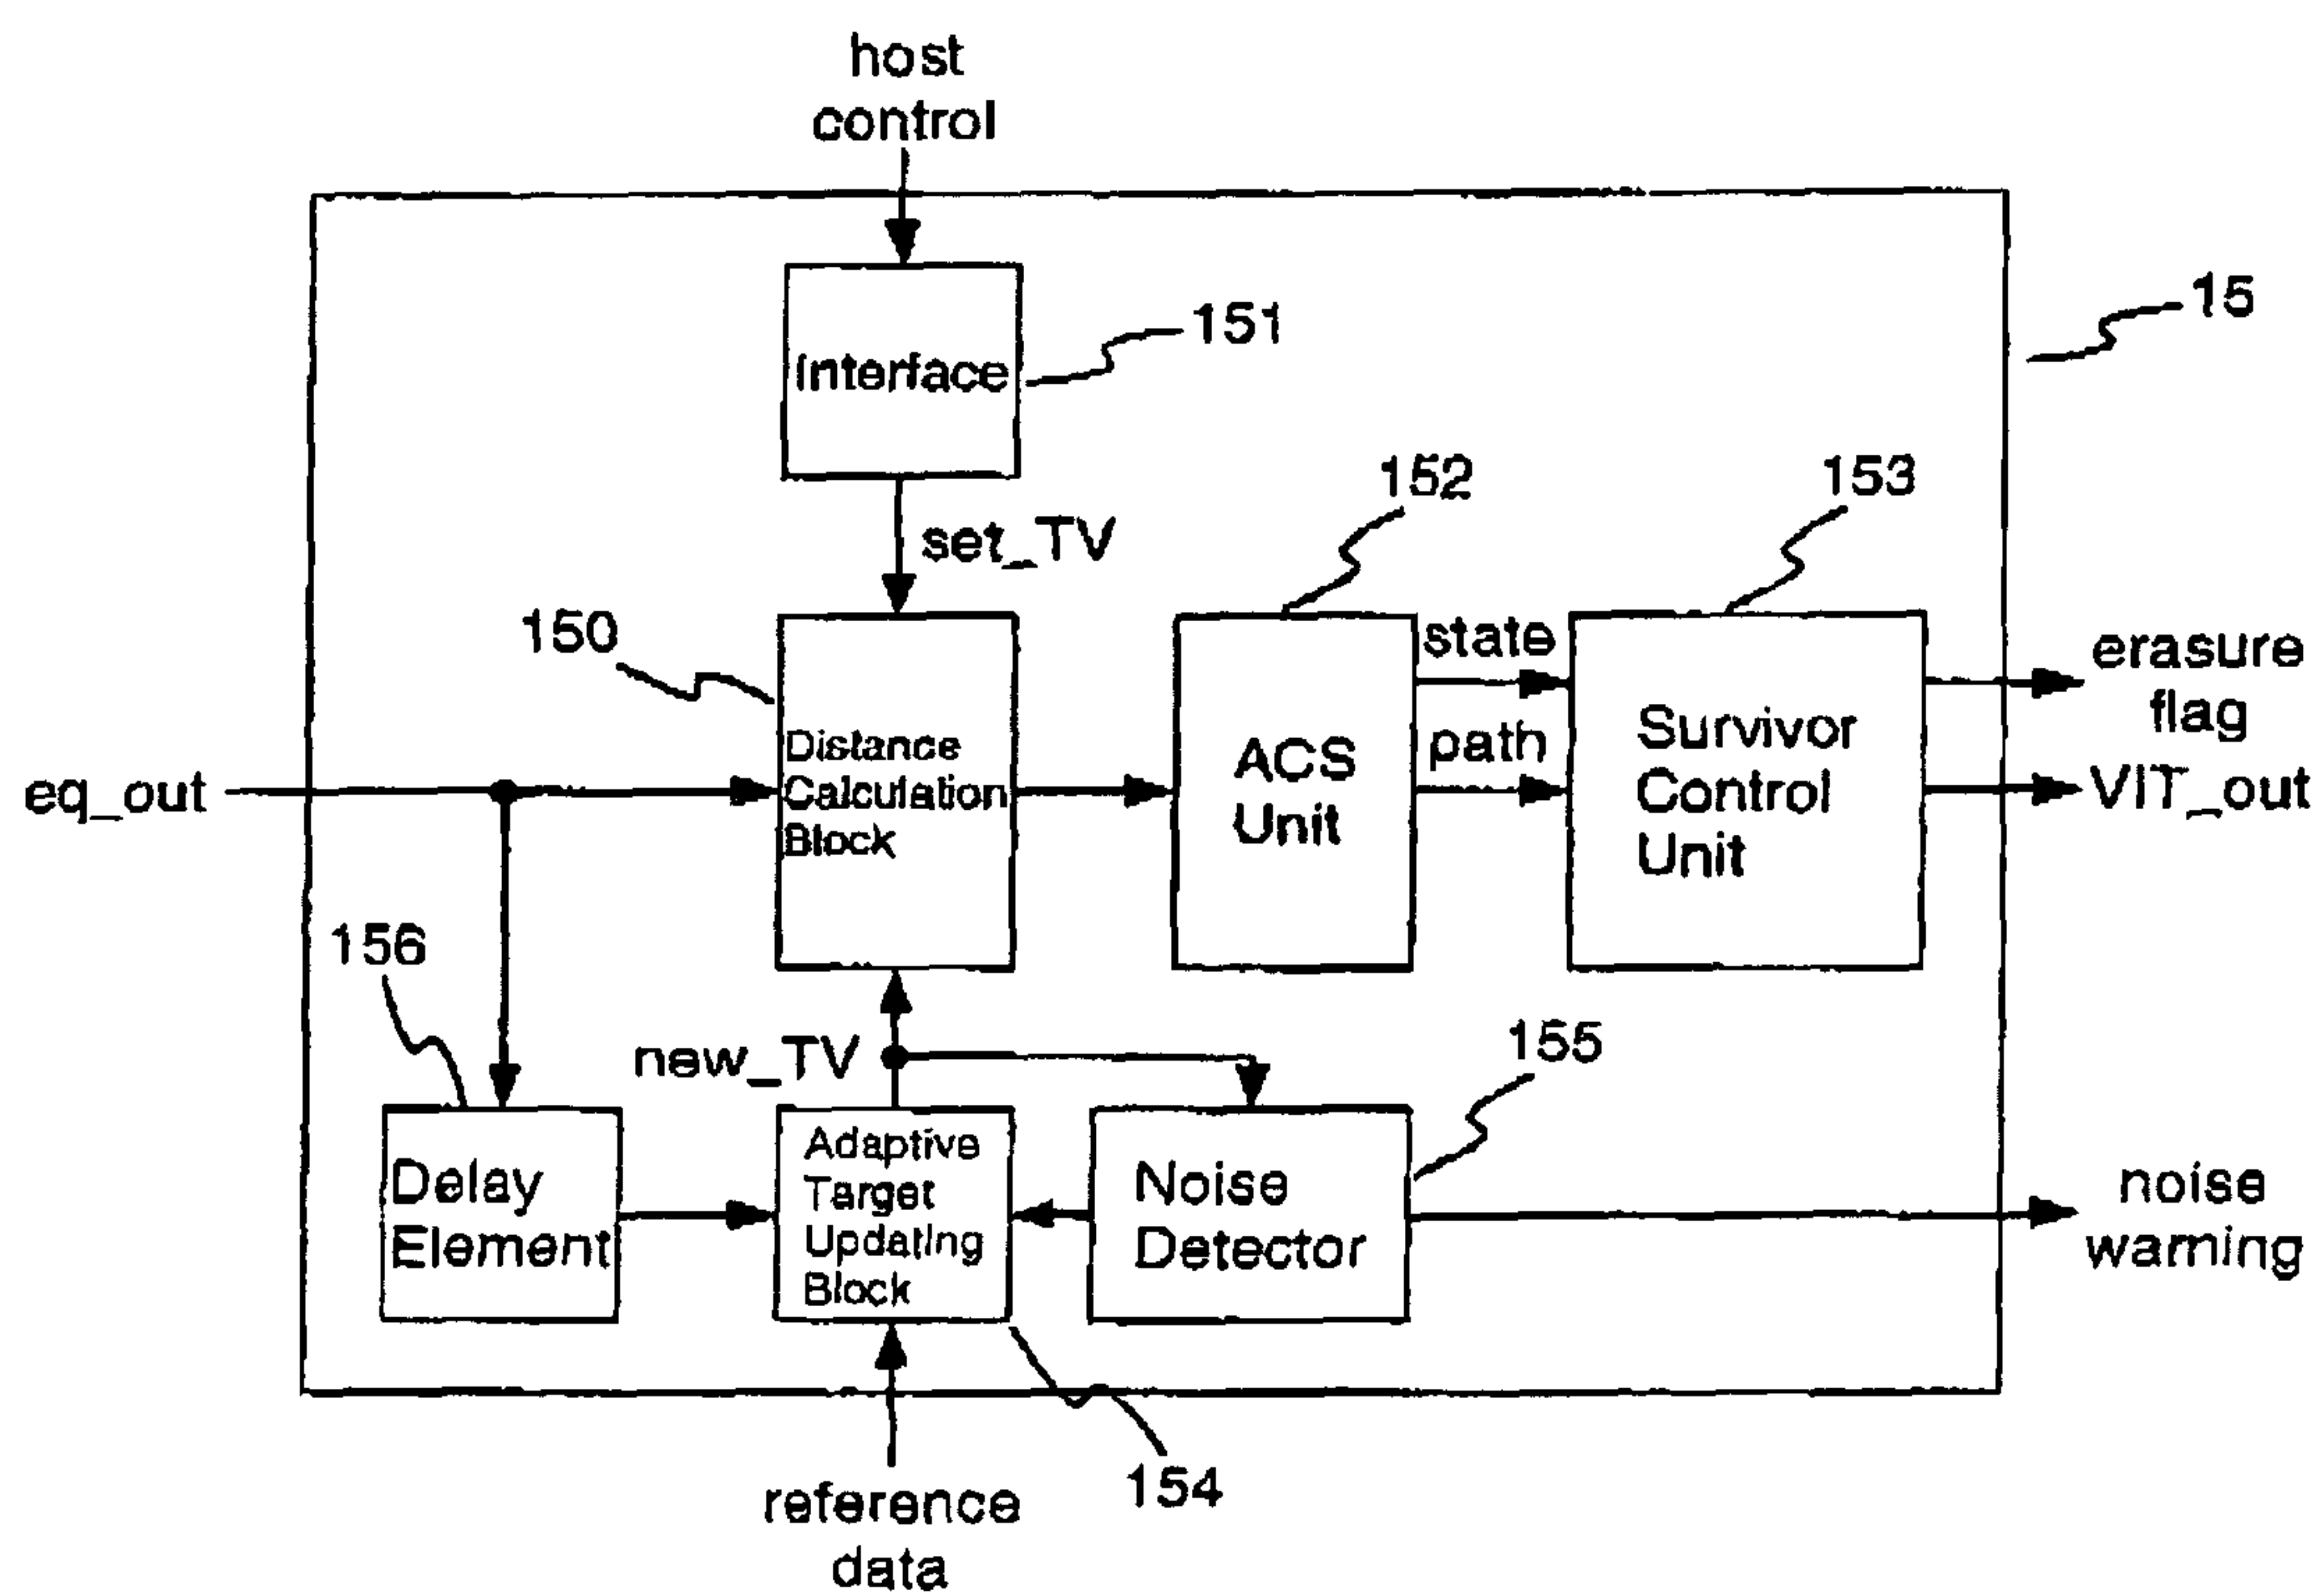 host
control
Interface
151
15
set_TV
152
153
150
state
erasure
flag
Distance
Calculation
Block
ACS
Unit
path
Survivor
Control
Unit
eq_out
VIT_out
156
new_TV
155
Delay
Element
Adaptive
Target
Updating
Block
Noise
Detector
noise
warning
reference
data
154